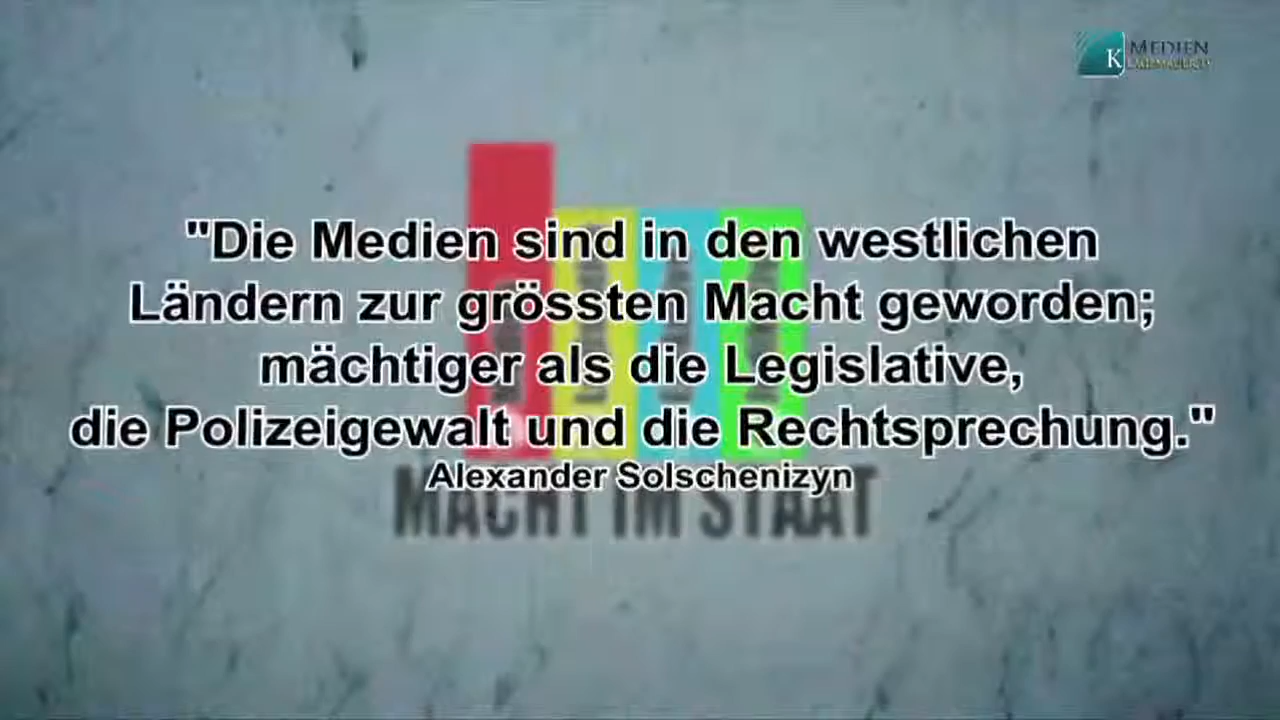 MEDIEN
"Die Medien sind in den westlichen
Ländern zur grössten Macht geworden;
mächtiger als die Legislative,
die Polizeigewalt und die Rechtsprechung."
Alexander Solschenizyn
MACHT IM STAAT